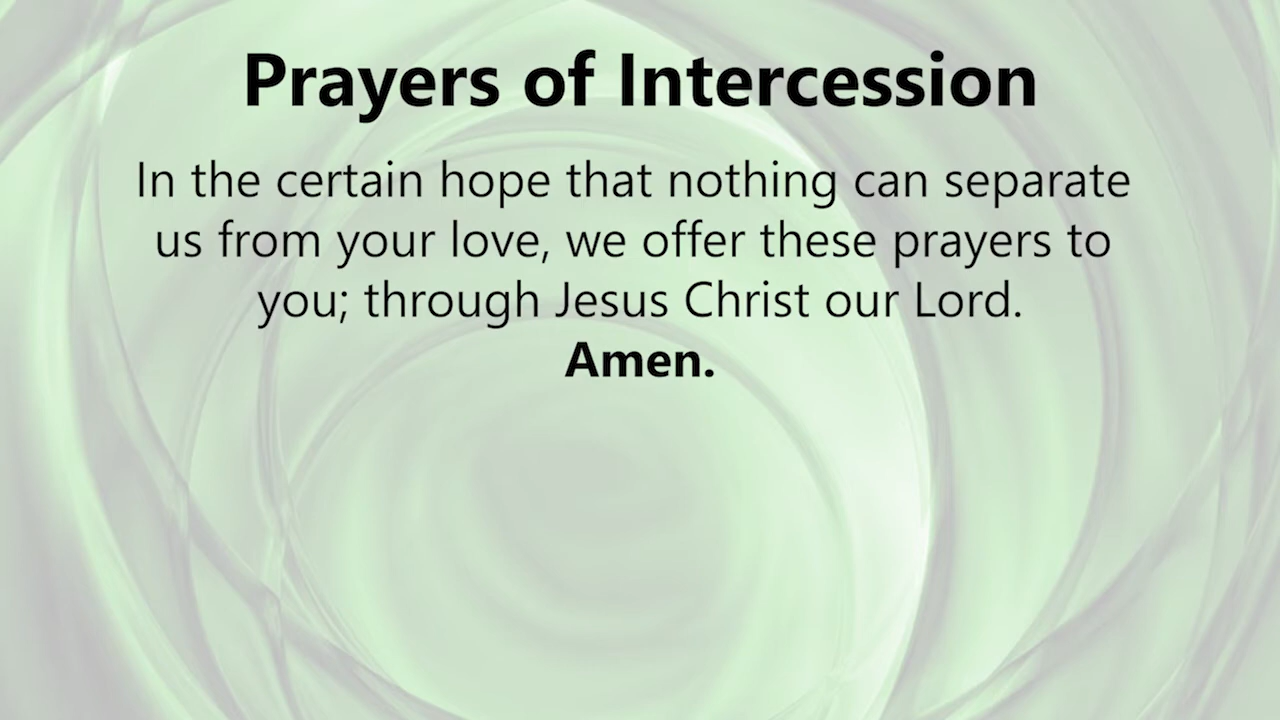 Prayers of Intercession
In the certain hope that nothing can separate
us from your love, we offer these prayers to
you; through Jesus Christ our Lord.
Amen.